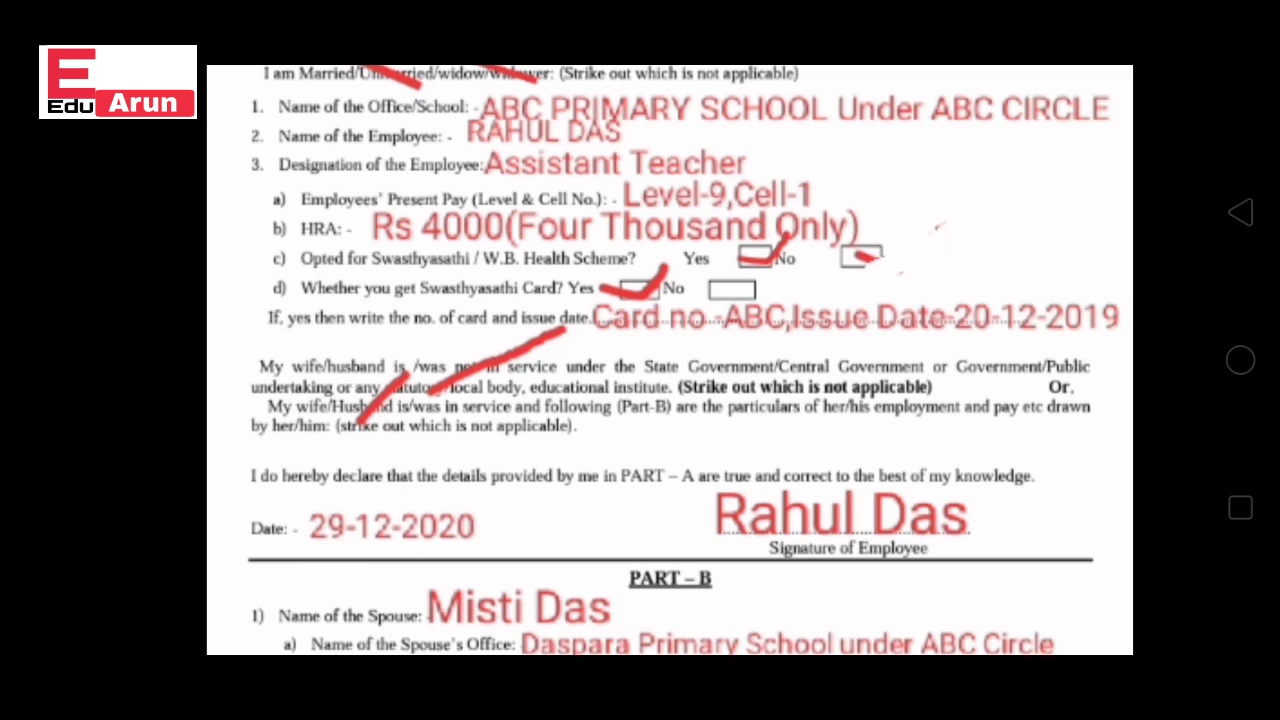 E
Edu Arun
I am Married/Unmarried/widow/widower: (Strike out which is not applicable)
1. Name of the Office/School: - ABC PRIMARY SCHOOL Under ABC CIRCLE
2. Name of the Employee: - RAHUL DAS
3. Designation of the Employee: Assistant Teacher
a) Employees' Present Pay (Level & Cell No.): - Level-9,Cell-1
b) HRA: - Rs 4000(Four Thousand Only)
c) Opted for Swasthyasathi / W.B. Health Scheme? Yes No
d) Whether you get Swasthyasathi Card? Yes No
If, yes then write the no. of card and issue date. Card no.-ABC,Issue Date-20-12-2019
My wife/husband is /was not in service under the State Government/Central Government or Government/Public
undertaking or any statutory/local body, educational institute. (Strike out which is not applicable) Or,
My wife/Husband is/was in service and following (Part-B) are the particulars of her/his employment and pay etc drawn
by her/him: (strike out which is not applicable).
I do hereby declare that the details provided by me in PART – A are true and correct to the best of my knowledge.
Date: - 29-12-2020 Rahul Das
Signature of Employee
PART – B
1) Name of the Spouse: Misti Das
a) Name of the Spouse's Office: Daspara Primary School under ABC Circle